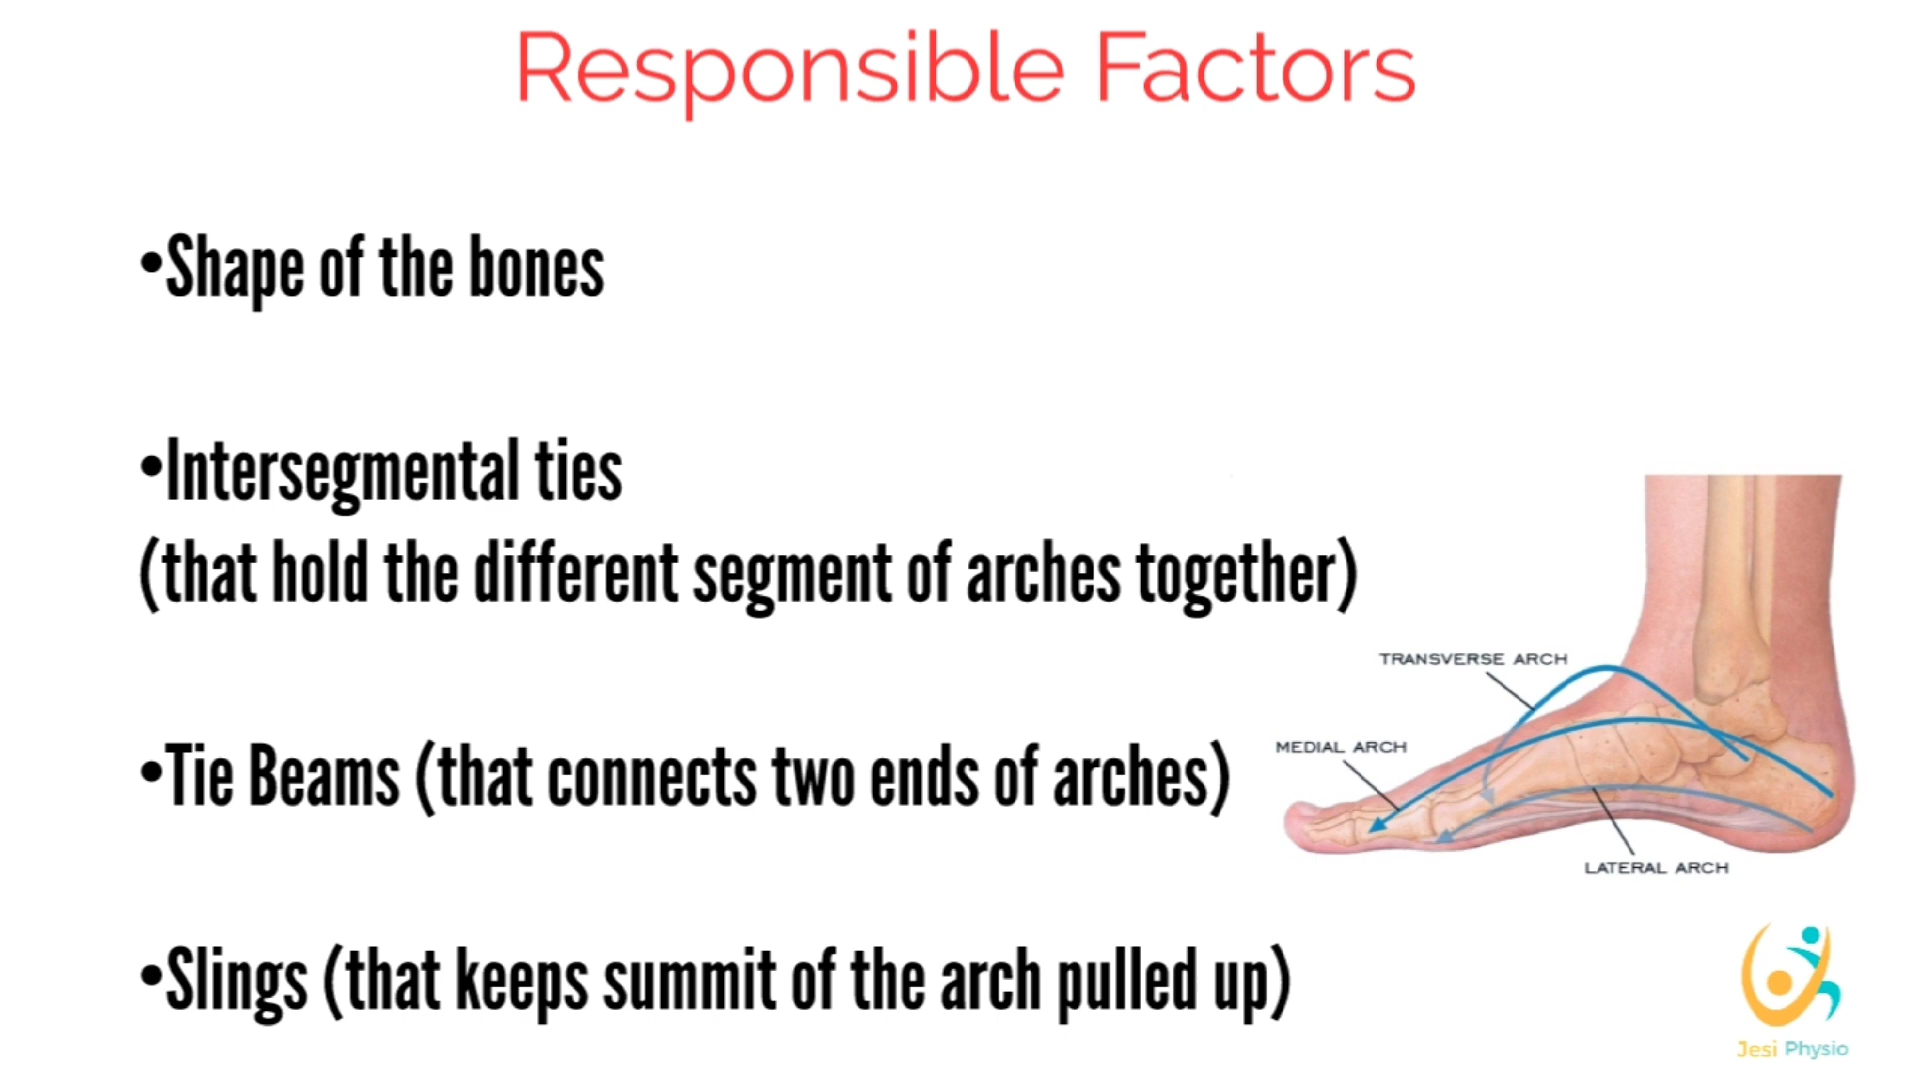 Responsible Factors
•Shape of the bones
•Intersegmental ties
(that hold the different segment of arches together)
TRANSVERSE ARCH
MEDIAL ARCH
•Tie Beams (that connects two ends of arches)
LATERAL ARCH
•Slings (that keeps summit of the arch pulled up)
Jesi Physio